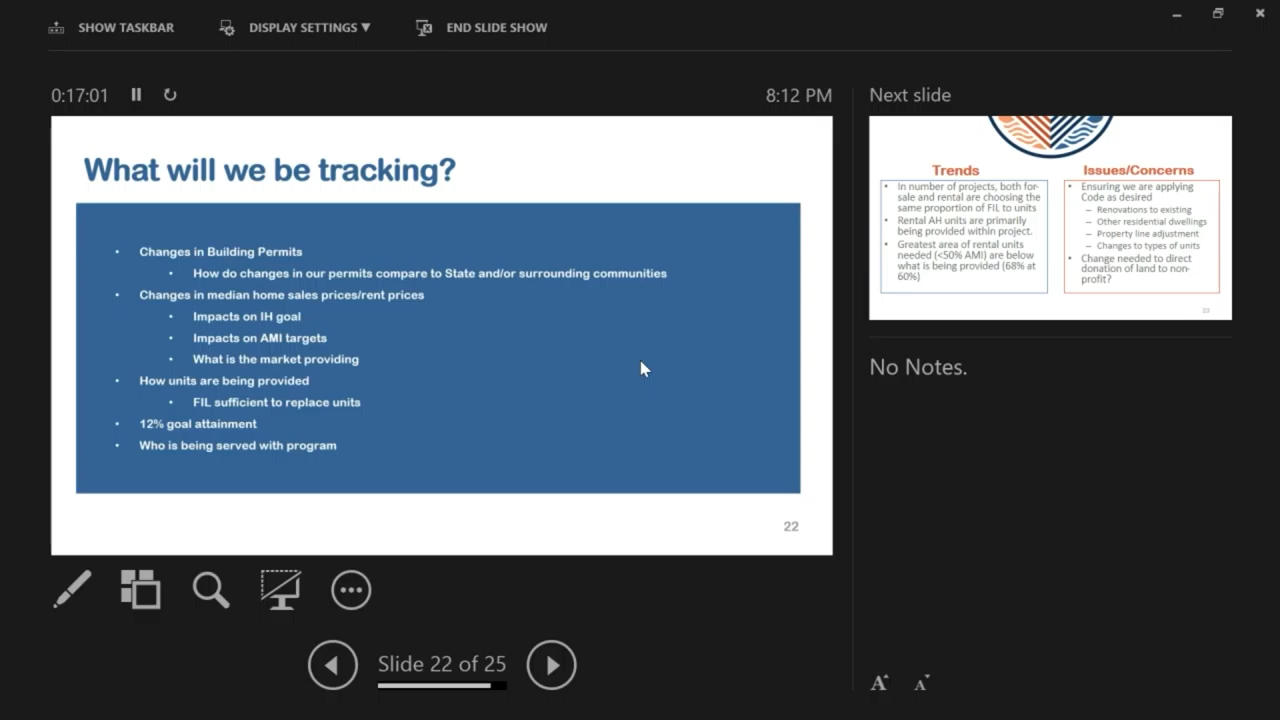 SHOW TASKBAR
DISPLAY SETTINGS ▼
END SLIDE SHOW
0:17:01
8:12 PM
What will we be tracking?
• Changes in Building Permits
• How do changes in our permits compare to State and/or surrounding communities
• Changes in median home sales prices/rent prices
• Impacts on IH goal
• Impacts on AMI targets
• What is the market providing
• How units are being provided
• FIL sufficient to replace units
• 12% goal attainment
• Who is being served with program
22
Slide 22 of 25
Next slide
Trends
• In number of projects, both for-
sale and rental are choosing the
same proportion of FIL to units
• Rental AH units are primarily
being provided within project.
• Greatest area of rental units
needed (<50% AMI) are below
what is being provided (68% at
60%)
Issues/Concerns
• Ensuring we are applying
Code as desired
– Renovations to existing
– Other residential dwellings
– Property line adjustment
– Changes to types of units
• Change needed to direct
donation of land to non-
profit?
23
No Notes.
A A